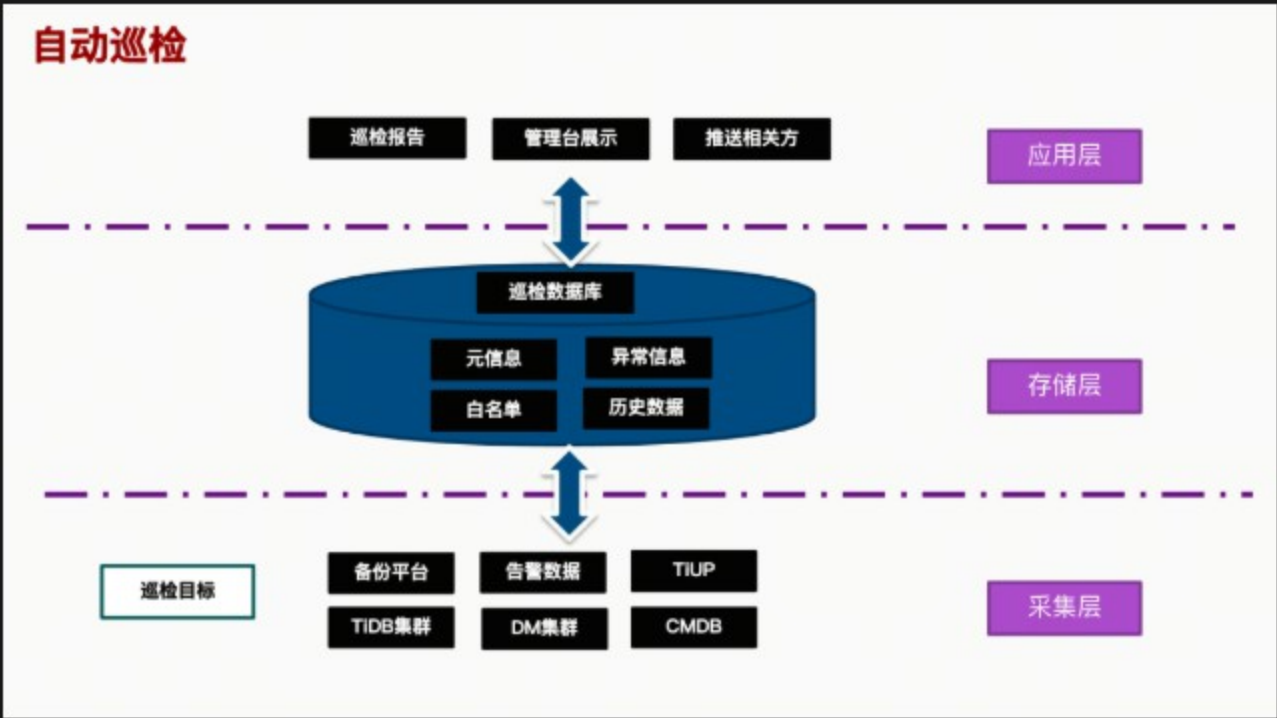 自动巡检
巡检报告 管理台展示 推送相关方
应用层
巡检数据库
元信息 异常信息
白名单 历史数据
存储层
备份平台 告警数据 TiUP
巡检目标
TiDB集群 DM集群 CMDB
采集层